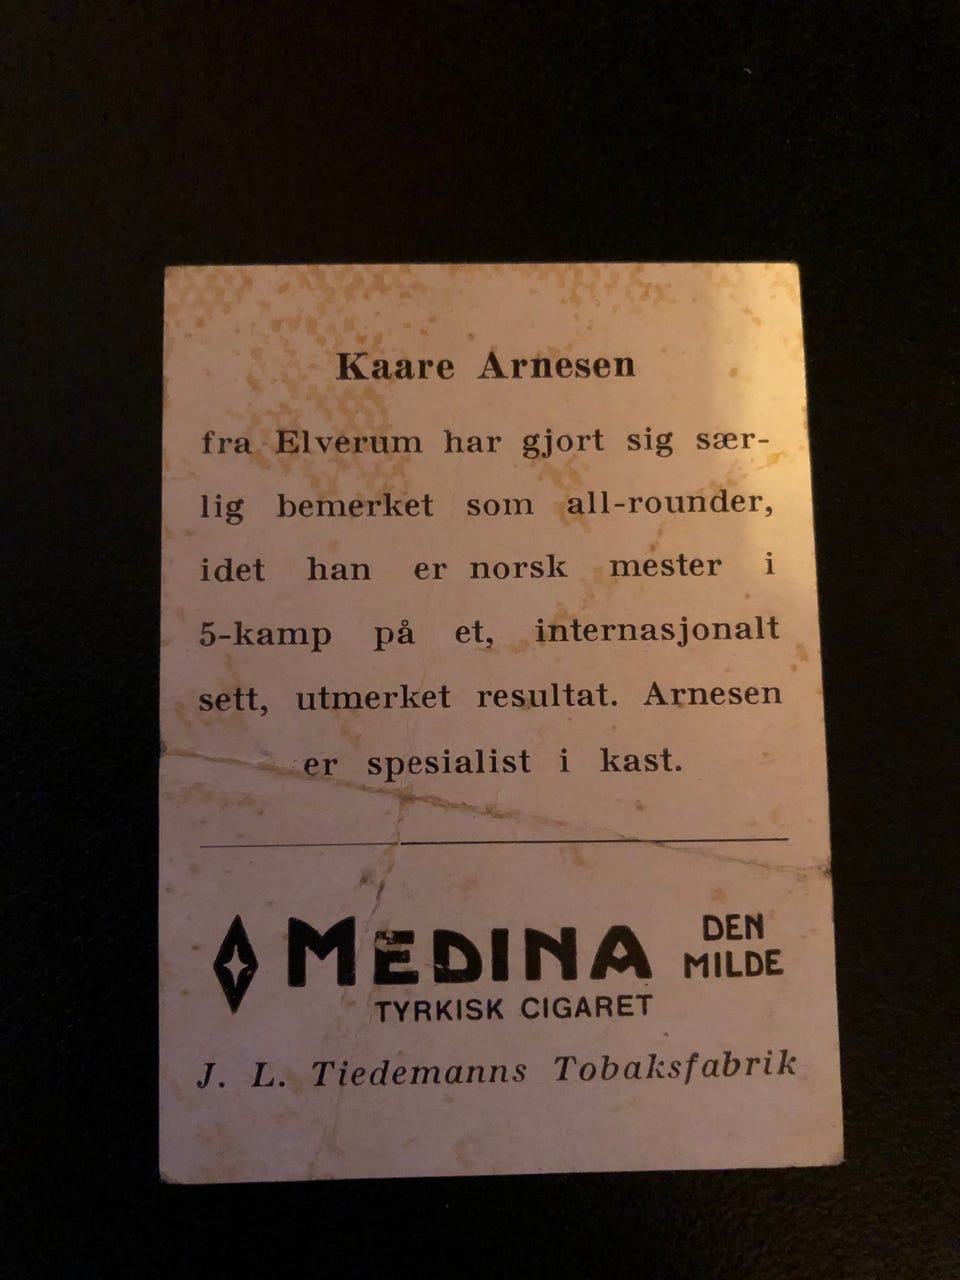 Kaare Arnesen
fra Elverum har gjort sig sær-
lig bemerket som all-rounder,
idet han er norsk mester i
5-kamp på et, internasjonalt
sett, utmerket resultat. Arnesen
er spesialist i kast.
MEDINA DEN
MILDE
TYRKISK CIGARET
J. L. Tiedemanns Tobaksfabrik